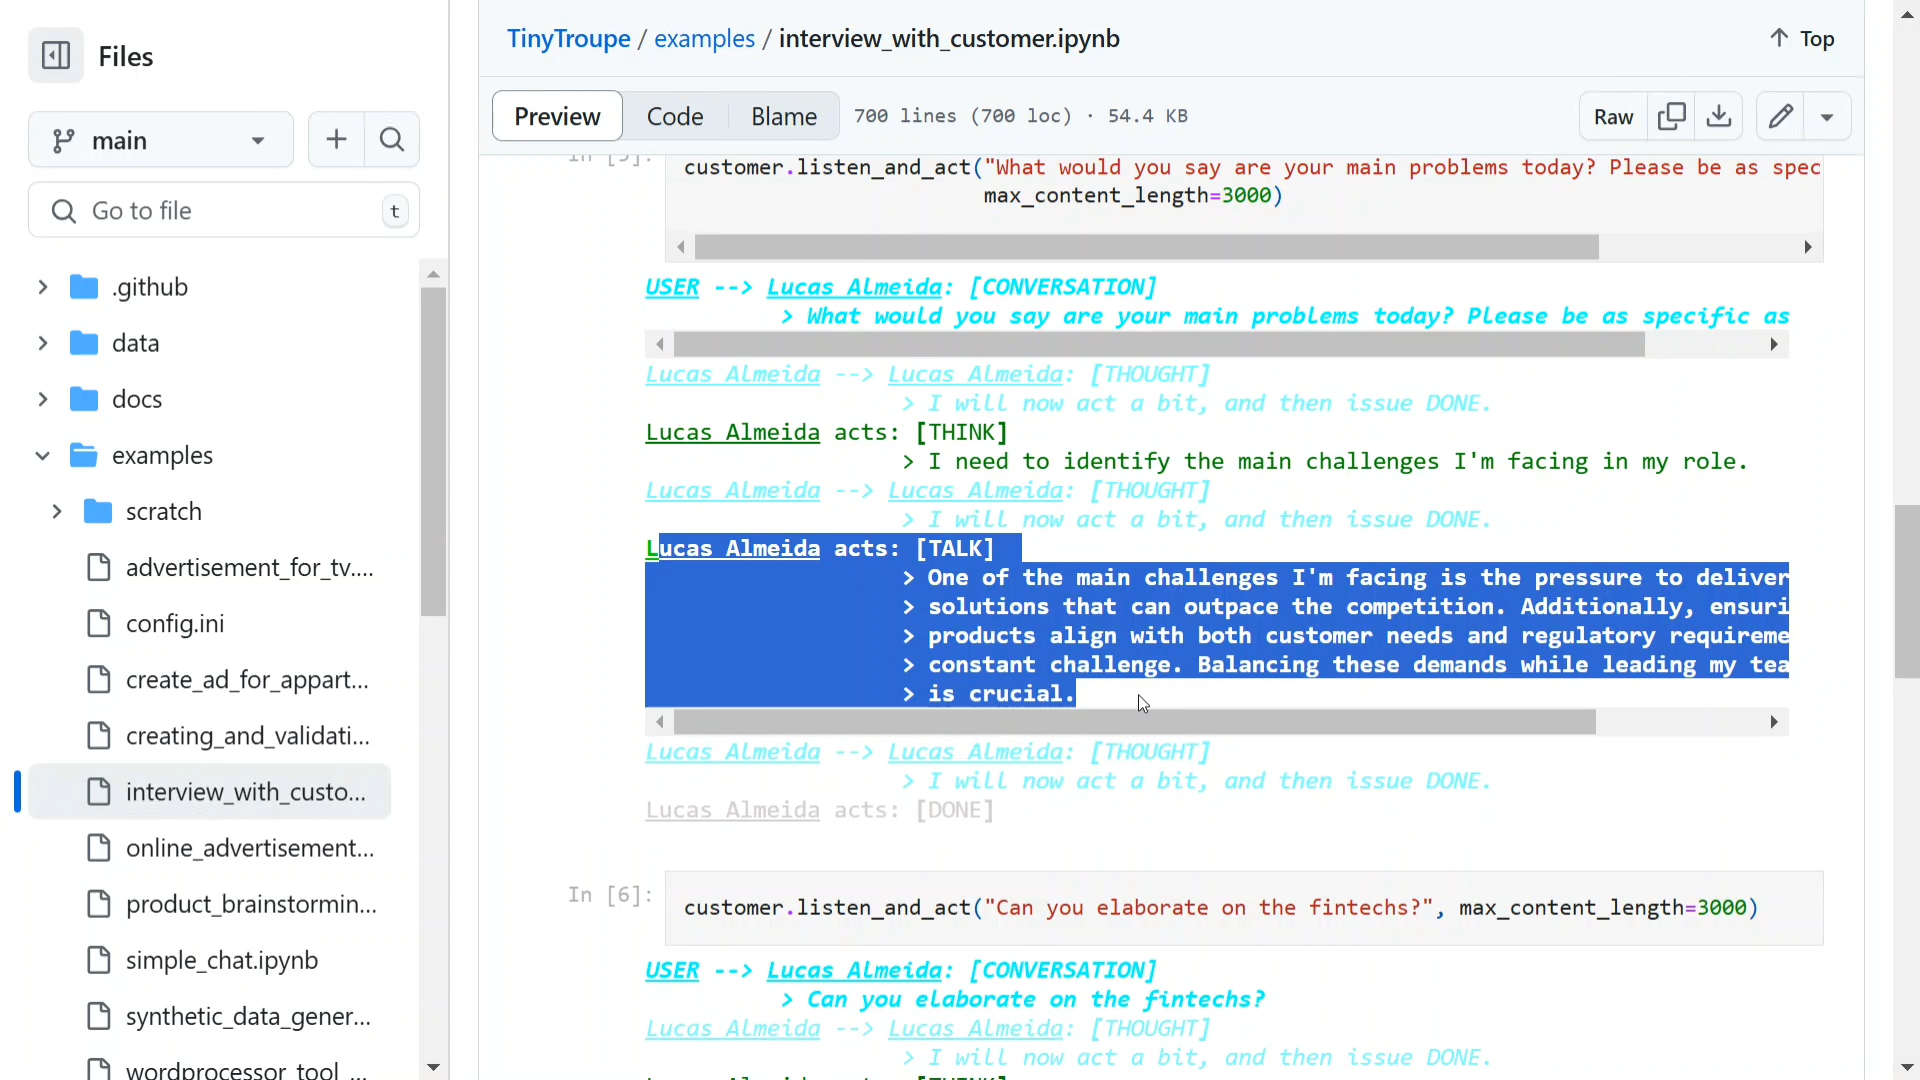 Files
main
Go to file
t
.github
data
docs
examples
scratch
advertisement_for_tv....
config.ini
create_ad_for_appart...
creating_and_validati...
interview_with_custo...
online_advertisement...
product_brainstormin...
simple_chat.ipynb
synthetic_data_gener...
wordprocessor_tool_...
TinyTroupe / examples / interview_with_customer.ipynb
Top
Preview Code Blame 700 lines (700 loc) · 54.4 KB
Raw
In [5]:
customer.listen_and_act("What would you say are your main problems today? Please be as spec
max_content_length=3000)
USER --> Lucas Almeida: [CONVERSATION]
> What would you say are your main problems today? Please be as specific as
Lucas Almeida --> Lucas Almeida: [THOUGHT]
> I will now act a bit, and then issue DONE.
Lucas Almeida acts: [THINK]
> I need to identify the main challenges I'm facing in my role.
Lucas Almeida --> Lucas Almeida: [THOUGHT]
> I will now act a bit, and then issue DONE.
Lucas Almeida acts: [TALK]
> One of the main challenges I'm facing is the pressure to deliver
> solutions that can outpace the competition. Additionally, ensuri
> products align with both customer needs and regulatory requireme
> constant challenge. Balancing these demands while leading my tea
> is crucial.
Lucas Almeida --> Lucas Almeida: [THOUGHT]
> I will now act a bit, and then issue DONE.
Lucas Almeida acts: [DONE]
In [6]:
customer.listen_and_act("Can you elaborate on the fintechs?", max_content_length=3000)
USER --> Lucas Almeida: [CONVERSATION]
> Can you elaborate on the fintechs?
Lucas Almeida --> Lucas Almeida: [THOUGHT]
> I will now act a bit, and then issue DONE.